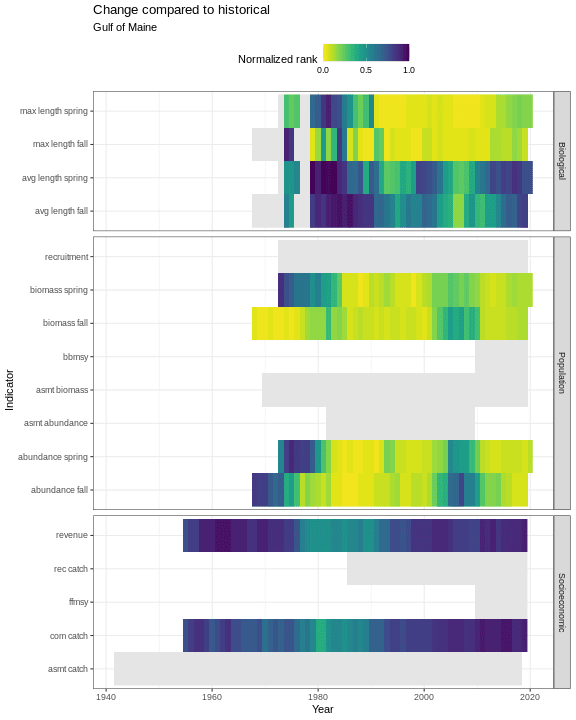 Change compared to historical
Gulf of Maine
Normalized rank
0.0 0.5 1.0
max length spring
max length fall
avg length spring
avg length fall
Biological
recruitment
biomass spring
biomass fall
bbmsy
asmt biomass
asmt abundance
abundance spring
abundance fall
Population
revenue
rec catch
ffmsy
com catch
asmt catch
Socioeconomic
Indicator
1940 1960 1980 2000 2020
Year